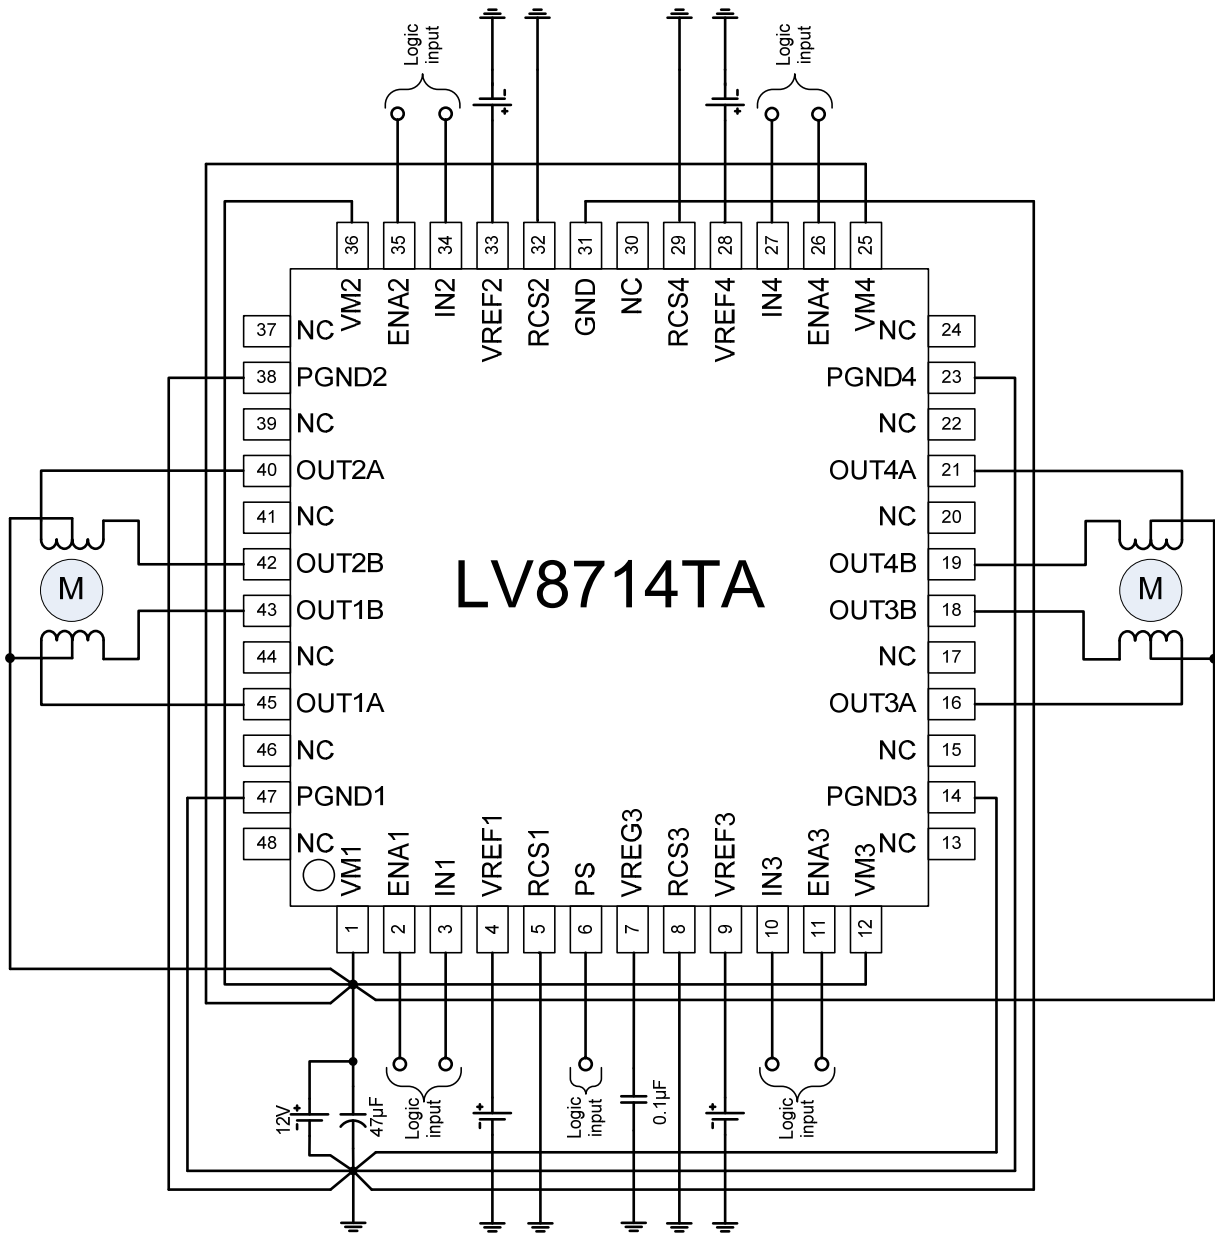 Logic
input
Logic
input
- +
- +
36 35 34 33 32 31 30 29 28 27 26 25
VM2 ENA2 IN2 VREF2 RCS2 GND NC RCS4 VREF4 IN4 ENA4 VM4
37 NC
NC 24
38 PGND2
PGND4 23
39 NC
NC 22
40 OUT2A
OUT4A 21
41 NC
NC 20
42 OUT2B
OUT4B 19
M
LV8714TA
M
43 OUT1B
OUT3B 18
44 NC
NC 17
45 OUT1A
OUT3A 16
46 NC
NC 15
47 PGND1
PGND3 14
48 NC
NC 13
VM1 ENA1 IN1 VREF1 RCS1 PS VREG3 RCS3 VREF3 IN3 ENA3 VM3
1 2 3 4 5 6 7 8 9 10 11 12
12V
+ -
47μF
Logic
input
+ -
Logic
input
0.1μF
+ -
Logic
input